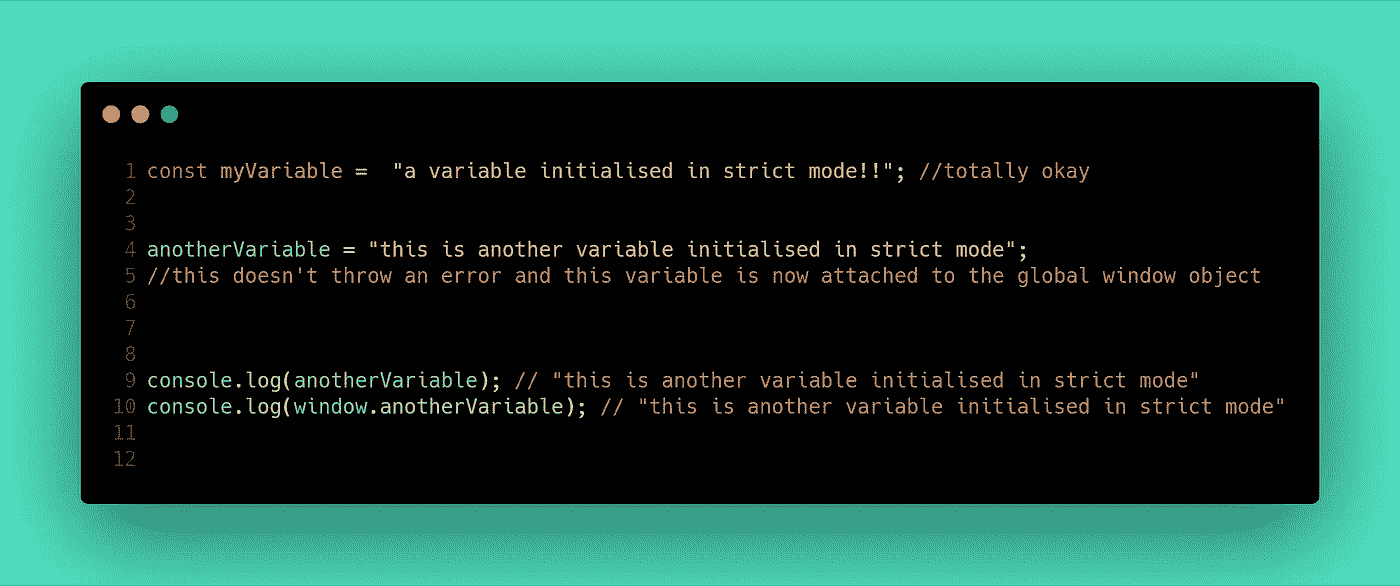 1 const myVariable =  "a variable initialised in strict mode!!"; //totally okay
2
3
4 anotherVariable = "this is another variable initialised in strict mode";
5 //this doesn't throw an error and this variable is now attached to the global window object
6
7
8
9 console.log(anotherVariable); // "this is another variable initialised in strict mode"
10 console.log(window.anotherVariable); // "this is another variable initialised in strict mode"
11
12